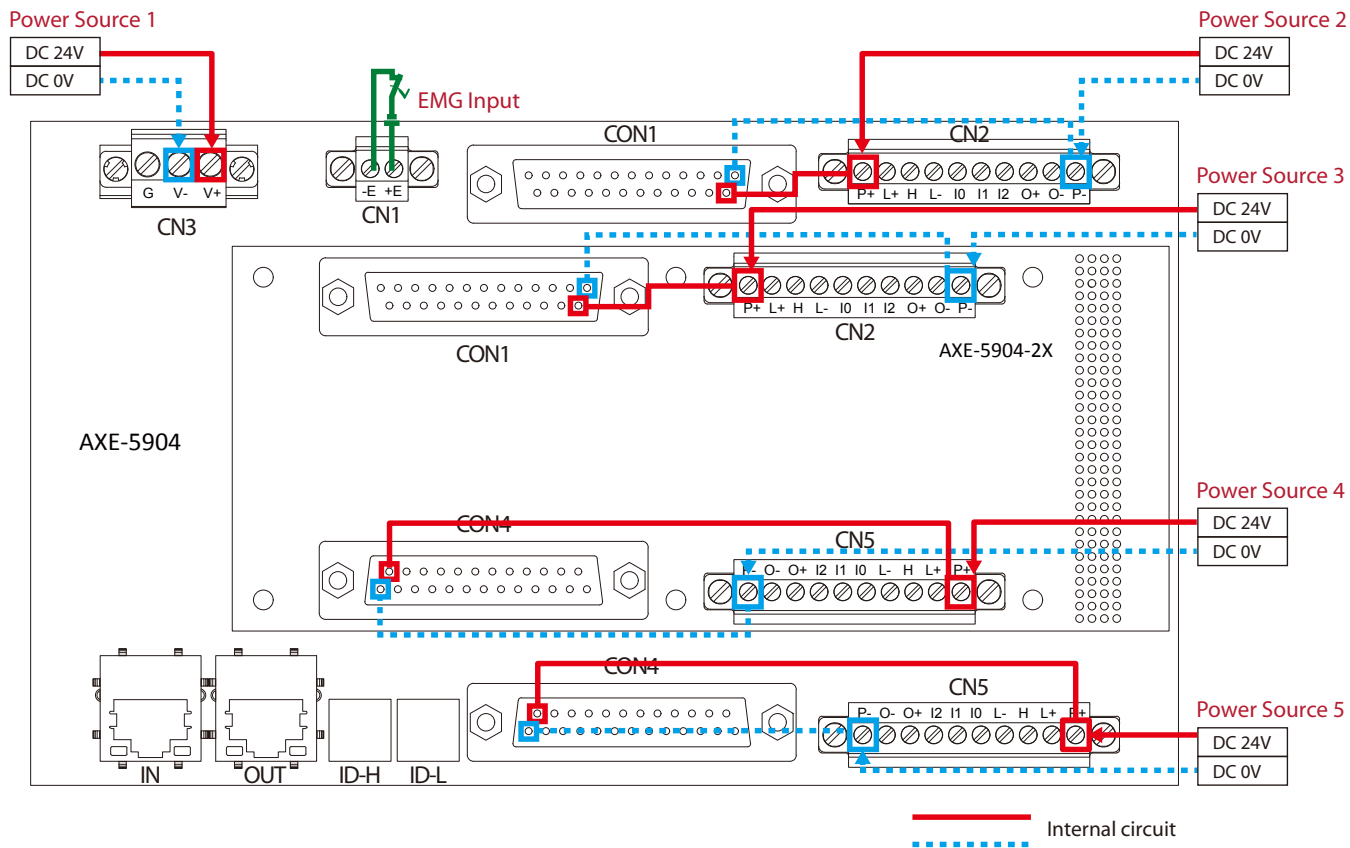 Power Source 1
DC 24V
DC 0V
EMG Input
Power Source 2
DC 24V
DC 0V
G V- V+
CN3
-E +E
CN1
CON1
CN2
P+ L+ H L- I0 I1 I2 O+ O- P-
Power Source 3
DC 24V
DC 0V
CON1
P+ L+ H L- I0 I1 I2 O+ O- P-
CN2
AXE-5904-2X
AXE-5904
Power Source 4
DC 24V
DC 0V
CON4
CN5
P- O- O+ I2 I1 I0 L- H L+ P+
CON4
CN5
P- O- O+ I2 I1 I0 L- H L+ P+
Power Source 5
DC 24V
DC 0V
IN OUT ID-H ID-L
Internal circuit